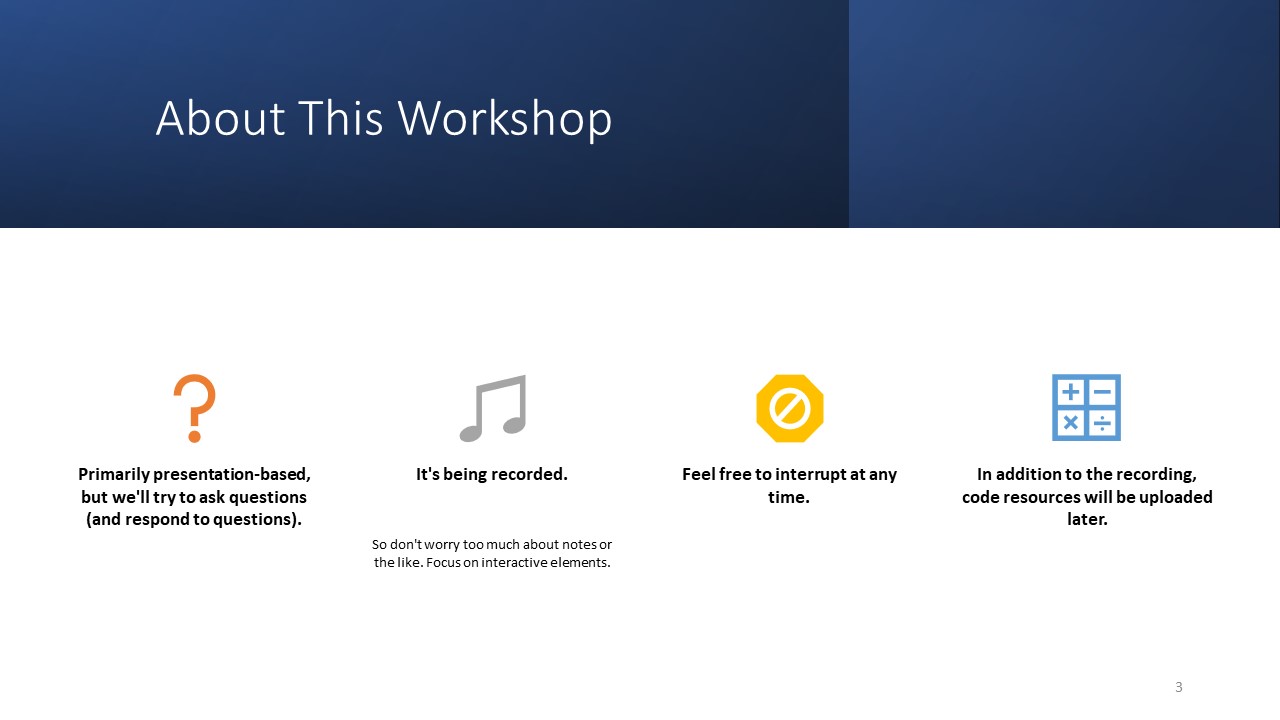 About This Workshop
Primarily presentation-based,
but we'll try to ask questions
(and respond to questions).
It's being recorded.
So don't worry too much about notes or
the like. Focus on interactive elements.
Feel free to interrupt at any
time.
In addition to the recording,
code resources will be uploaded
later.
3